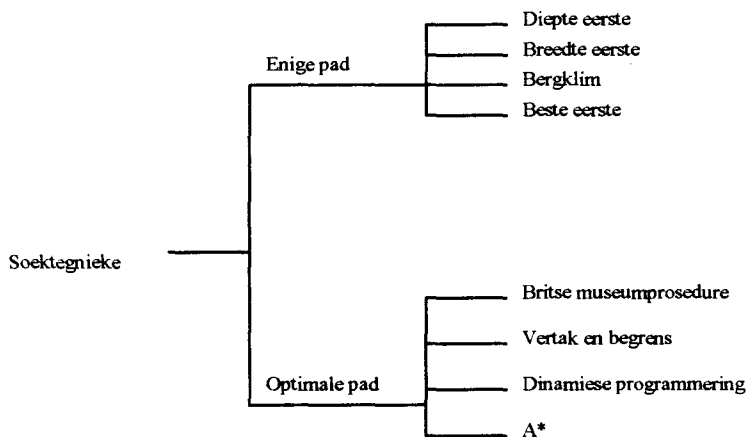 Diepte eerste
Breedte eerste
Enige pad
Bergklim
Beste eerste
Soektegnieke
Britse museumprosedure
Vertak en begrens
Optimale pad
Dinamiese programmering
A*